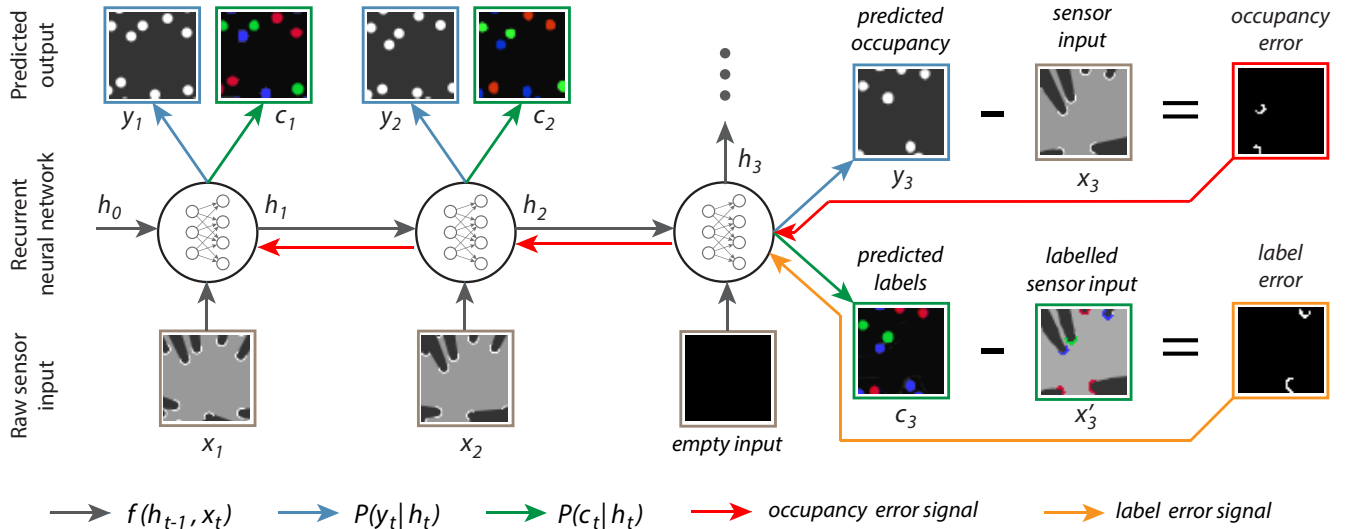 Predicted
output
Recurrent
neural network
Raw sensor
input
y1
c1
y2
c2
predicted
occupancy
sensor
input
occupancy
error
-
=
y3
x3
h0
h1
h2
h3
predicted
labels
labelled
sensor input
label
error
-
=
c3
x′3
x1
x2
empty input
f(ht-1, xt)
P(yt|ht)
P(ct|ht)
occupancy error signal
label error signal